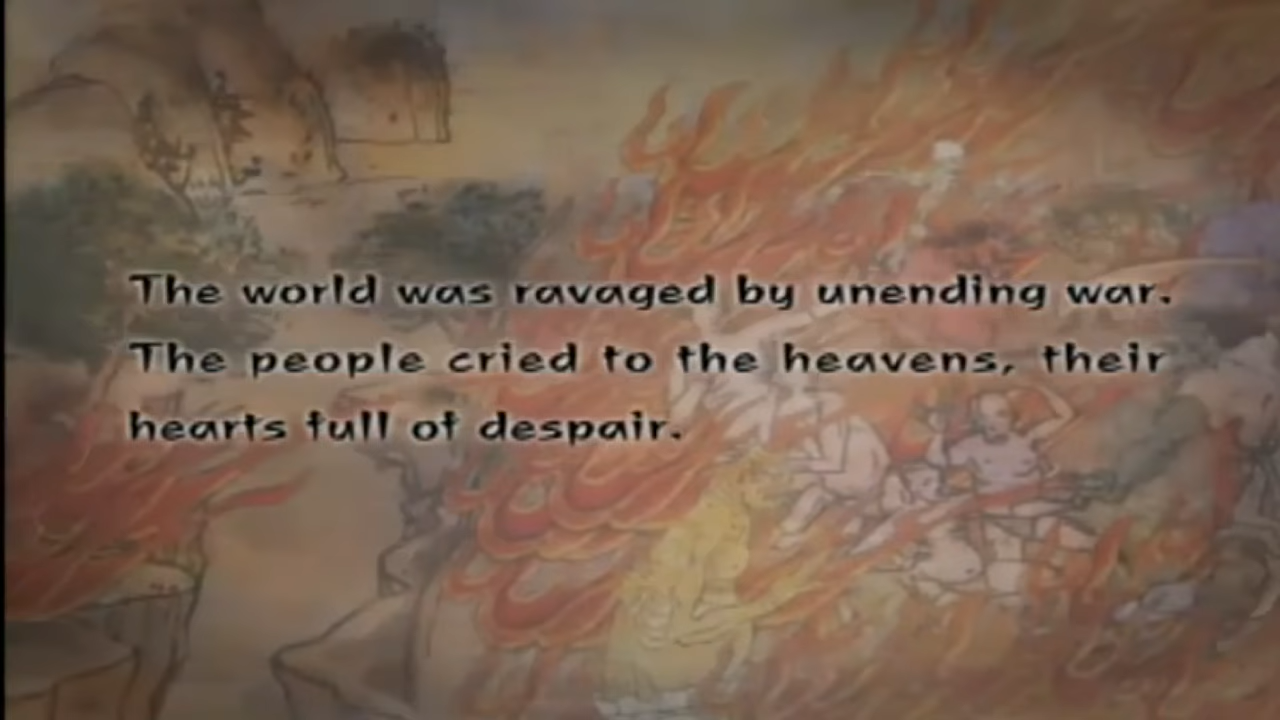 The world was ravaged by unending war.
The people cried to the heavens, their
hearts full of despair.